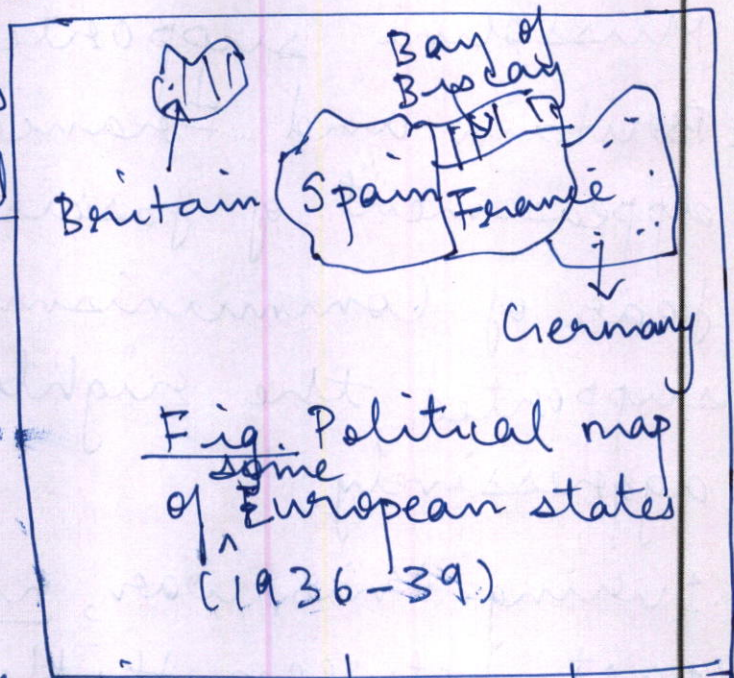 Bay of
Biscay
Britain
Spain
France
Germany
Fig. Political map
of some European states
(1936-39)